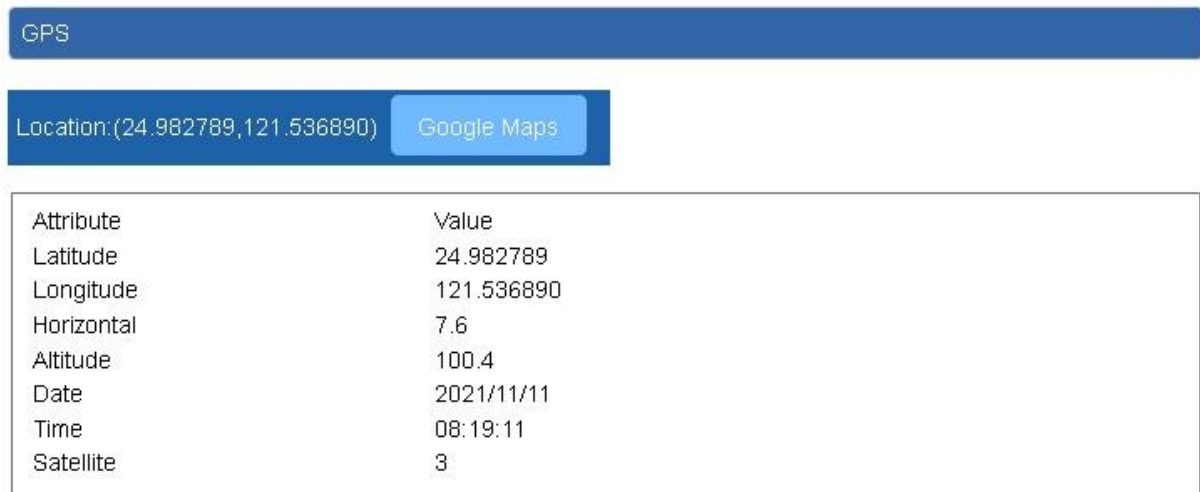 GPS
Location:(24.982789,121.536890) Google Maps
Attribute Value
Latitude 24.982789
Longitude 121.536890
Horizontal 7.6
Altitude 100.4
Date 2021/11/11
Time 08:19:11
Satellite 3